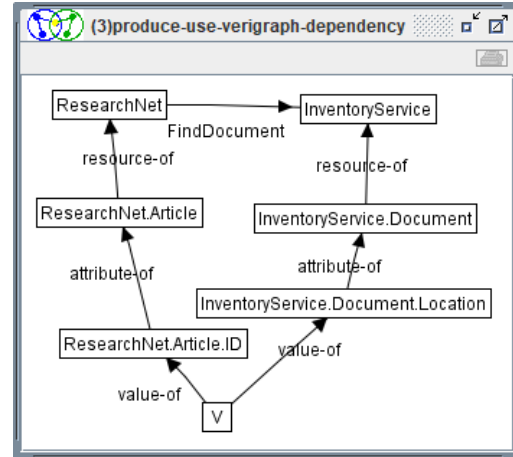 (3)produce-use-verigraph-dependency
ResearchNet
InventoryService
FindDocument
resource-of
resource-of
ResearchNet.Article
InventoryService.Document
attribute-of
attribute-of
InventoryService.Document.Location
ResearchNet.Article.ID
value-of
value-of
V